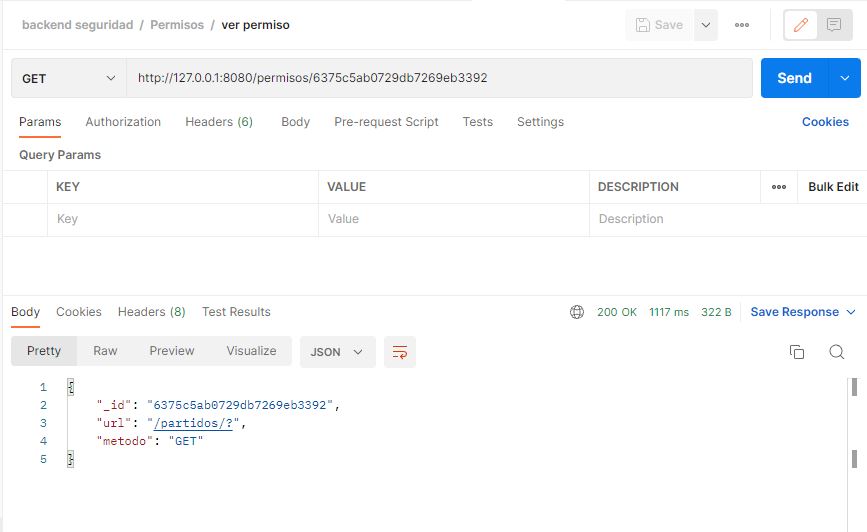 backend seguridad / Permisos / ver permiso
Save
GET http://127.0.0.1:8080/permisos/6375c5ab0729db7269eb3392 Send
Params Authorization Headers (6) Body Pre-request Script Tests Settings Cookies
Query Params
KEY VALUE DESCRIPTION Bulk Edit
Key Value Description
Body Cookies Headers (8) Test Results 200 OK 1117 ms 322 B Save Response
Pretty Raw Preview Visualize JSON
1 {
2 "_id": "6375c5ab0729db7269eb3392",
3 "url": "/partidos/?",
4 "metodo": "GET"
5 }